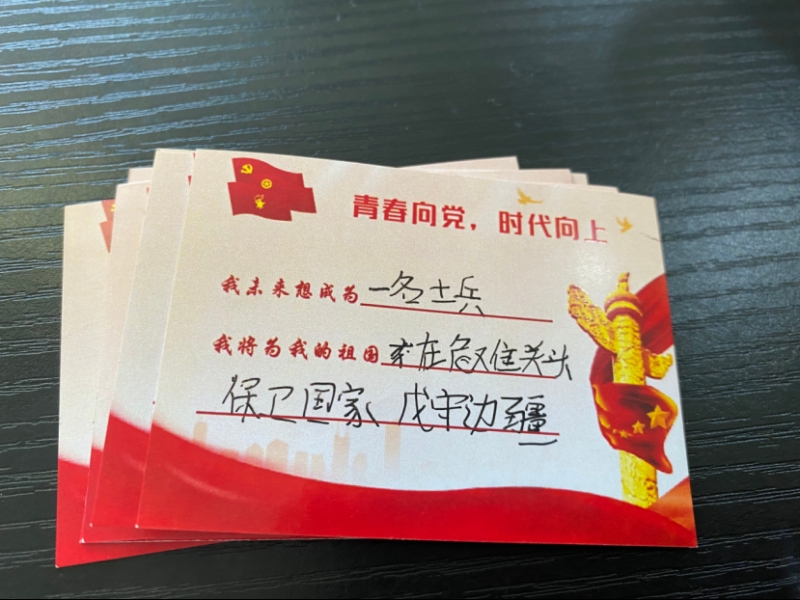 青春向党，时代向上
我未来想成为一名士兵
我将为我的祖国在危难关头
保卫国家 戍守边疆